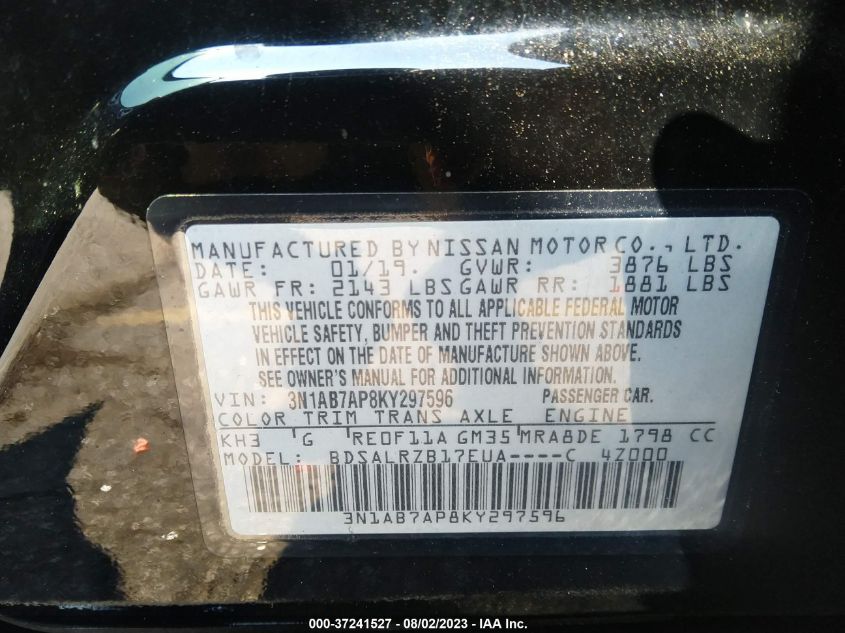 MANUFACTURED BY NISSAN MOTOR CO., LTD.
DATE: 01/19. GVWR: 3876 LBS
GAWR FR: 2143 LBS GAWR RR: 1881 LBS
THIS VEHICLE CONFORMS TO ALL APPLICABLE FEDERAL MOTOR
VEHICLE SAFETY, BUMPER AND THEFT PREVENTION STANDARDS
IN EFFECT ON THE DATE OF MANUFACTURE SHOWN ABOVE.
SEE OWNER'S MANUAL FOR ADDITIONAL INFORMATION.
VIN: 3N1AB7AP8KY297596 PASSENGER CAR.
COLOR TRIM TRANS AXLE ENGINE
KH3 G RE0F11A GM35 MRA8DE 1798 CC
MODEL: BDSALRZB17EUA----C 4Z000
3N1AB7AP8KY297596
000-37241527 - 08/02/2023 - IAA Inc.